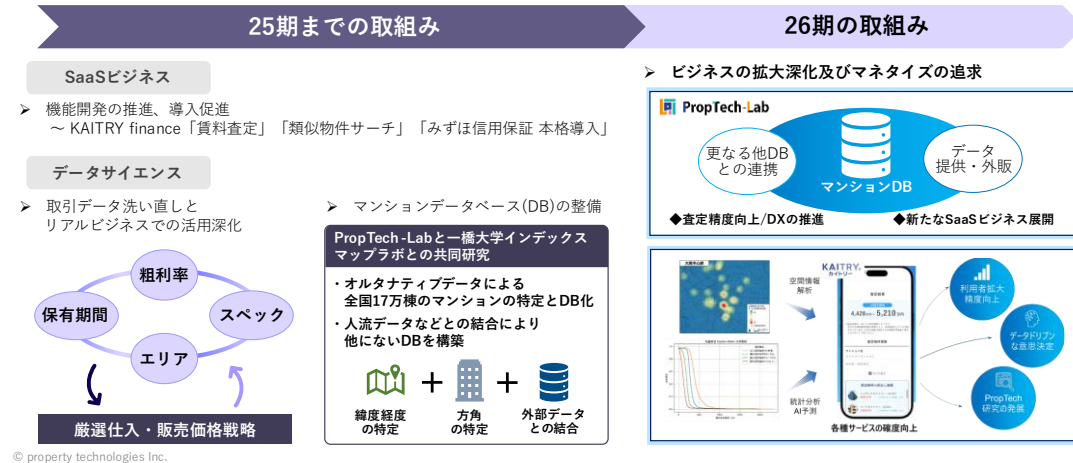 25期までの取組み
26期の取組み
SaaSビジネス
➢ 機能開発の推進、導入促進
～ KAITRY finance「賃料査定」「類似物件サーチ」「みずほ信用保証 本格導入」
データサイエンス
➢ 取引データ洗い直しと
リアルビジネスでの活用深化
粗利率
保有期間
スペック
エリア
厳選仕入・販売価格戦略
➢ マンションデータベース(DB)の整備
PropTech-Labと一橋大学インデックス
マップラボとの共同研究
・オルタナティブデータによる
全国17万棟のマンションの特定とDB化
・人流データなどとの結合により
他にないDBを構築
緯度経度
の特定
方角
の特定
外部データ
との結合
➢ ビジネスの拡大深化及びマネタイズの追求
PropTech-Lab
更なる他DB
との連携
マンションDB
データ
提供・外販
◆査定精度向上/DXの推進
◆新たなSaaSビジネス展開
空間情報
解析
統計分析
AI予測
KAITRY
カイトリー
各種サービスの確度向上
利用者拡大
精度向上
データドリブン
な意思決定
PropTech
研究の発展
© property technologies Inc.